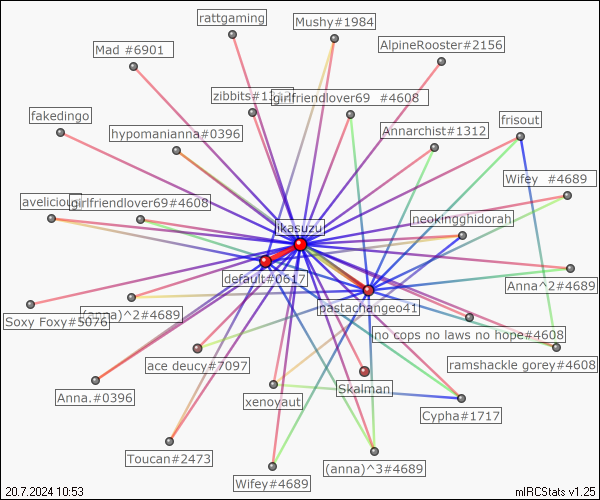 rattgaming
Mushy#1984
Mad #6901
AlpineRooster#2156
girlfriendlover69 #4608
fakedingo
hypomanianna#0396
Annarchist#1312
frisout
Wifey #4689
girlfriendlover69#4608
ikasuzu
neokingghidorah
default#0617
Anna^2#4689
pastachangeo41
Soxy Foxy#5076
(anna)^2#4689
no cops no laws no hope#4608
ace deucy#7097
ramshackle gorey#4608
Skalman
Anna.#0396
xenoyaut
Cypha#1717
Toucan#2473
(anna)^3#4689
Wifey#4689
20.7.2024 10:53
mIRCStats v1.25